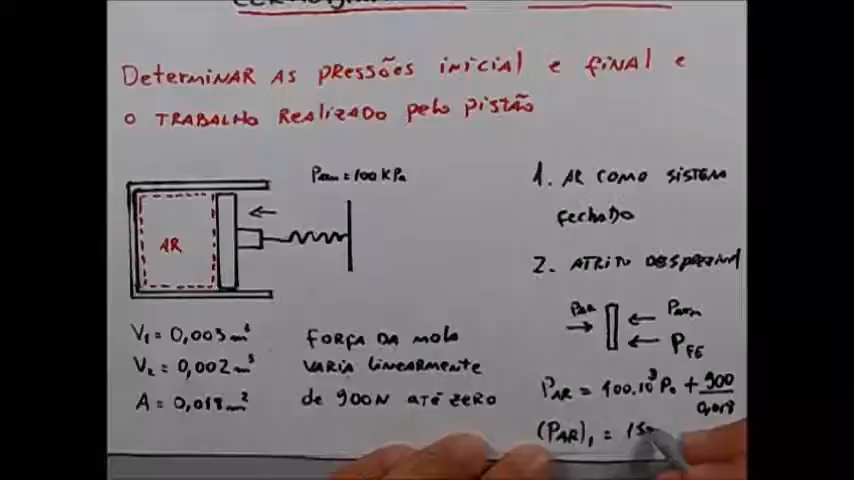 Determinar as pressões inicial e final e
o trabalho realizado pelo pistão
Patm = 100 kPa
AR
V₁ = 0,003 m³
V₂ = 0,002 m³
A = 0,018 m²
Força da mola
varia linearmente
de 900N até zero
1. AR como sistema
fechado
2. Atrito desprezível
PAR
Patm
PFE
PAR = 100.10³ Pa + 900/0,018
(PAR)₁ = 15